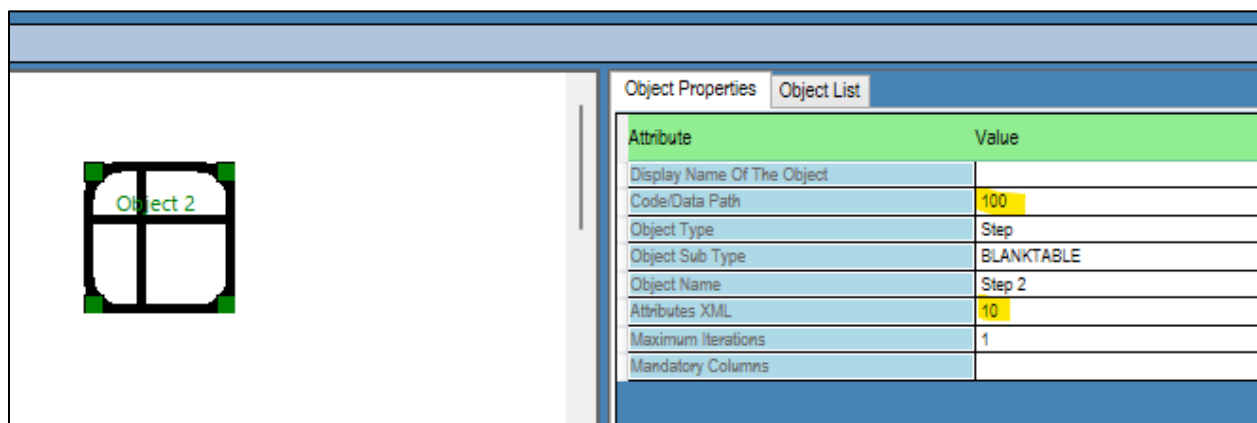 Object 2
Object Properties Object List
Attribute Value
Display Name Of The Object
Code/Data Path 100
Object Type Step
Object Sub Type BLANKTABLE
Object Name Step 2
Attributes XML 10
Maximum Iterations 1
Mandatory Columns